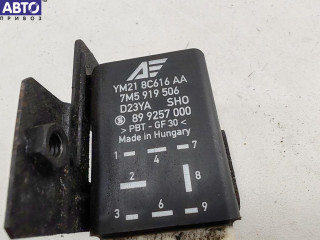 АВТО
ПРИВОЗ
AF
YM21 8C616 AA
7M5 919 506
D23YA SHO
89 9257 000
> PBT - GF 30 <
Made in Hungary
1 4 7
2 8
3 6 9